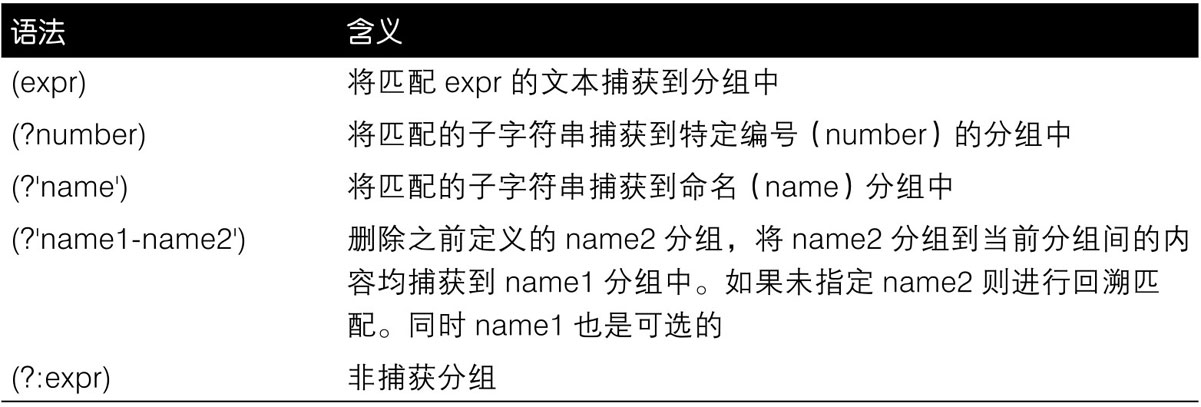 语法 含义
(expr) 将匹配 expr 的文本捕获到分组中
(?number) 将匹配的子字符串捕获到特定编号(number)的分组中
(?'name') 将匹配的子字符串捕获到命名(name)分组中
(?'name1-name2') 删除之前定义的 name2 分组，将 name2 分组到当前分组间的内
容均捕获到 name1 分组中。如果未指定 name2 则进行回溯匹
配。同时 name1 也是可选的
(?:expr) 非捕获分组